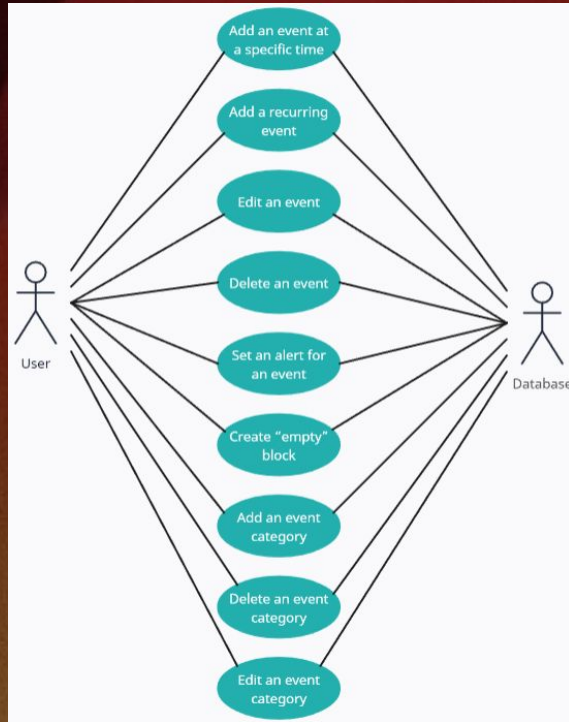 Add an event at
a specific time
Add a recurring
event
Edit an event
Delete an event
Set an alert for
an event
User
Database
Create “empty”
block
Add an event
category
Delete an event
category
Edit an event
category